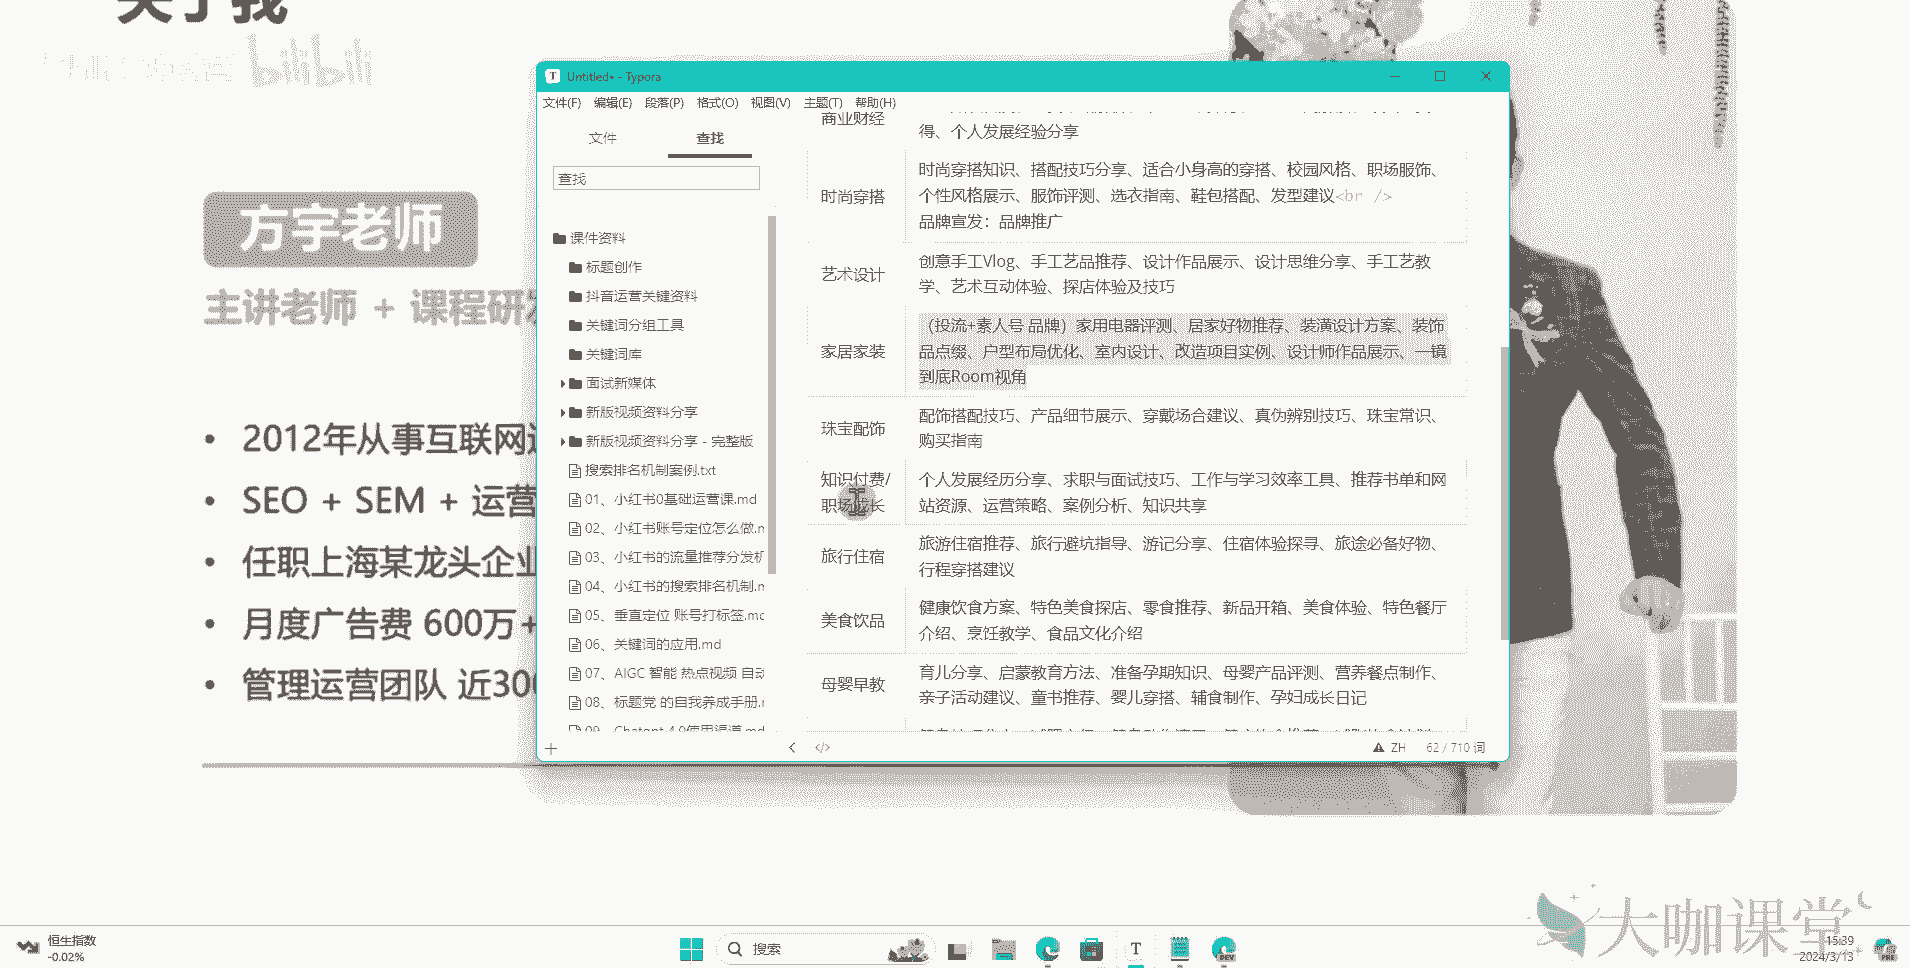 关于我
bilibili
方宇老师
主讲老师 + 课程研发
2012年从事互联网
SEO + SEM + 运营
任职上海某龙头企业
月度广告费 600万+
管理运营团队 近30
Untitled• - Typora
文件(F) 编辑(E) 段落(P) 格式(O) 视图(V) 主题(T) 帮助(H)
文件 查找
查找
课件资料
标题创作
抖音运营关键资料
关键词分组工具
关键词库
面试新媒体
新版视频资料分享
新版视频资料分享 - 完整版
搜索排名机制案例.txt
01、小红书0基础运营课.md
02、小红书账号定位怎么做.m
03、小红书的流量推荐分发机
04、小红书的搜索排名机制.m
05、垂直定位 账号打标签.mc
06、关键词的应用.md
07、AIGC 智能 热点视频 自动
08、标题党 的自我养成手册.r
09、Chatgpt 4.0使用渠道.md
商业财经
得、个人发展经验分享
时尚穿搭
时尚穿搭知识、搭配技巧分享、适合小身高的穿搭、校园风格、职场服饰、
个性风格展示、服饰评测、选衣指南、鞋包搭配、发型建议<br />
品牌宣发：品牌推广
艺术设计
创意手工Vlog、手工艺品推荐、设计作品展示、设计思维分享、手工艺教
学、艺术互动体验、探店体验及技巧
家居家装
（投流+素人号 品牌）家用电器评测、居家好物推荐、装潢设计方案、装饰
品点缀、户型布局优化、室内设计、改造项目实例、设计师作品展示、一镜
到底Room视角
珠宝配饰
配饰搭配技巧、产品细节展示、穿戴场合建议、真伪辨别技巧、珠宝常识、
购买指南
知识付费/
职场成长
个人发展经历分享、求职与面试技巧、工作与学习效率工具、推荐书单和网
站资源、运营策略、案例分析、知识共享
旅行住宿
旅游住宿推荐、旅行避坑指导、游记分享、住宿体验探寻、旅途必备好物、
行程穿搭建议
美食饮品
健康饮食方案、特色美食探店、零食推荐、新品开箱、美食体验、特色餐厅
介绍、烹饪教学、食品文化介绍
母婴早教
育儿分享、启蒙教育方法、准备孕期知识、母婴产品评测、营养餐点制作、
亲子活动建议、童书推荐、婴儿穿搭、辅食制作、孕妇成长日记
ZH 62 / 710 词
大咖课堂
恒生指数
-0.02%
搜索
15:39
2024/3/13